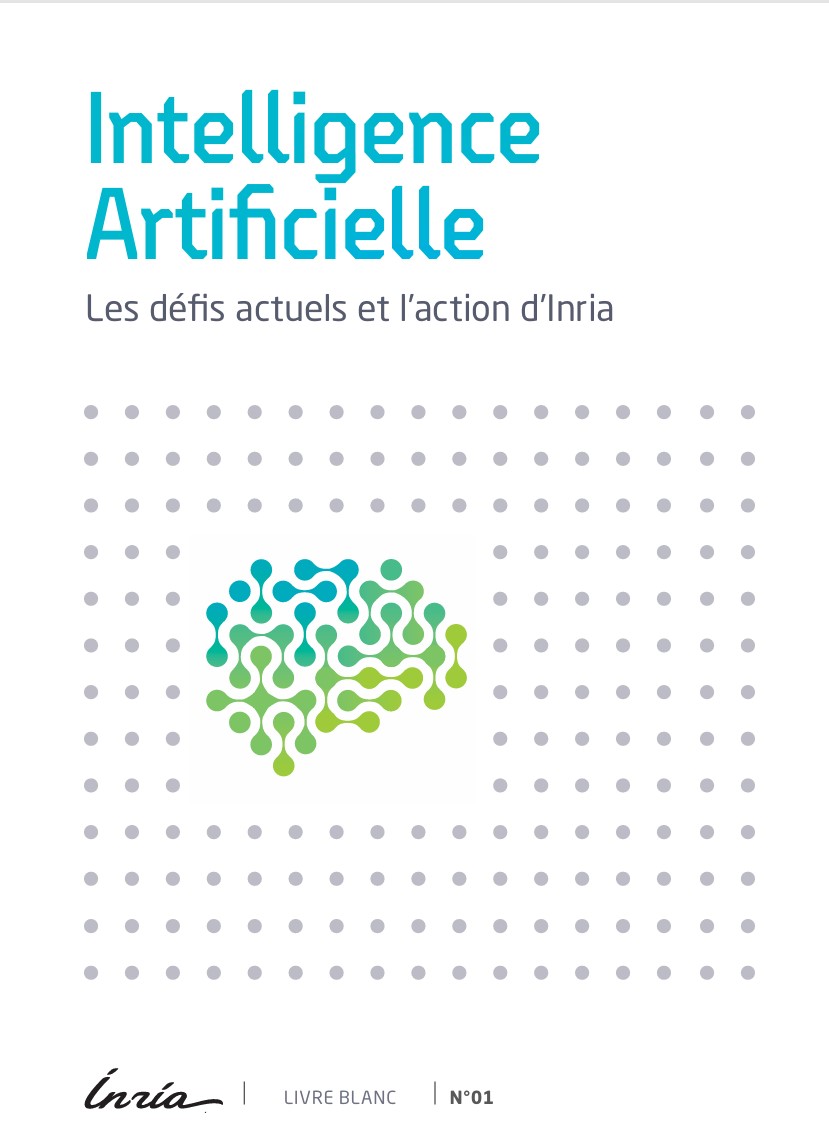 Intelligence
Artificielle
Les défis actuels et l’action d’Inria
Inria | LIVRE BLANC | N°01